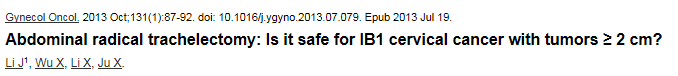 Gynecol Oncol. 2013 Oct;131(1):87-92. doi: 10.1016/j.ygyno.2013.07.079. Epub 2013 Jul 19.
Abdominal radical trachelectomy: Is it safe for IB1 cervical cancer with tumors ≥ 2 cm?
Li J1, Wu X, Li X, Ju X.